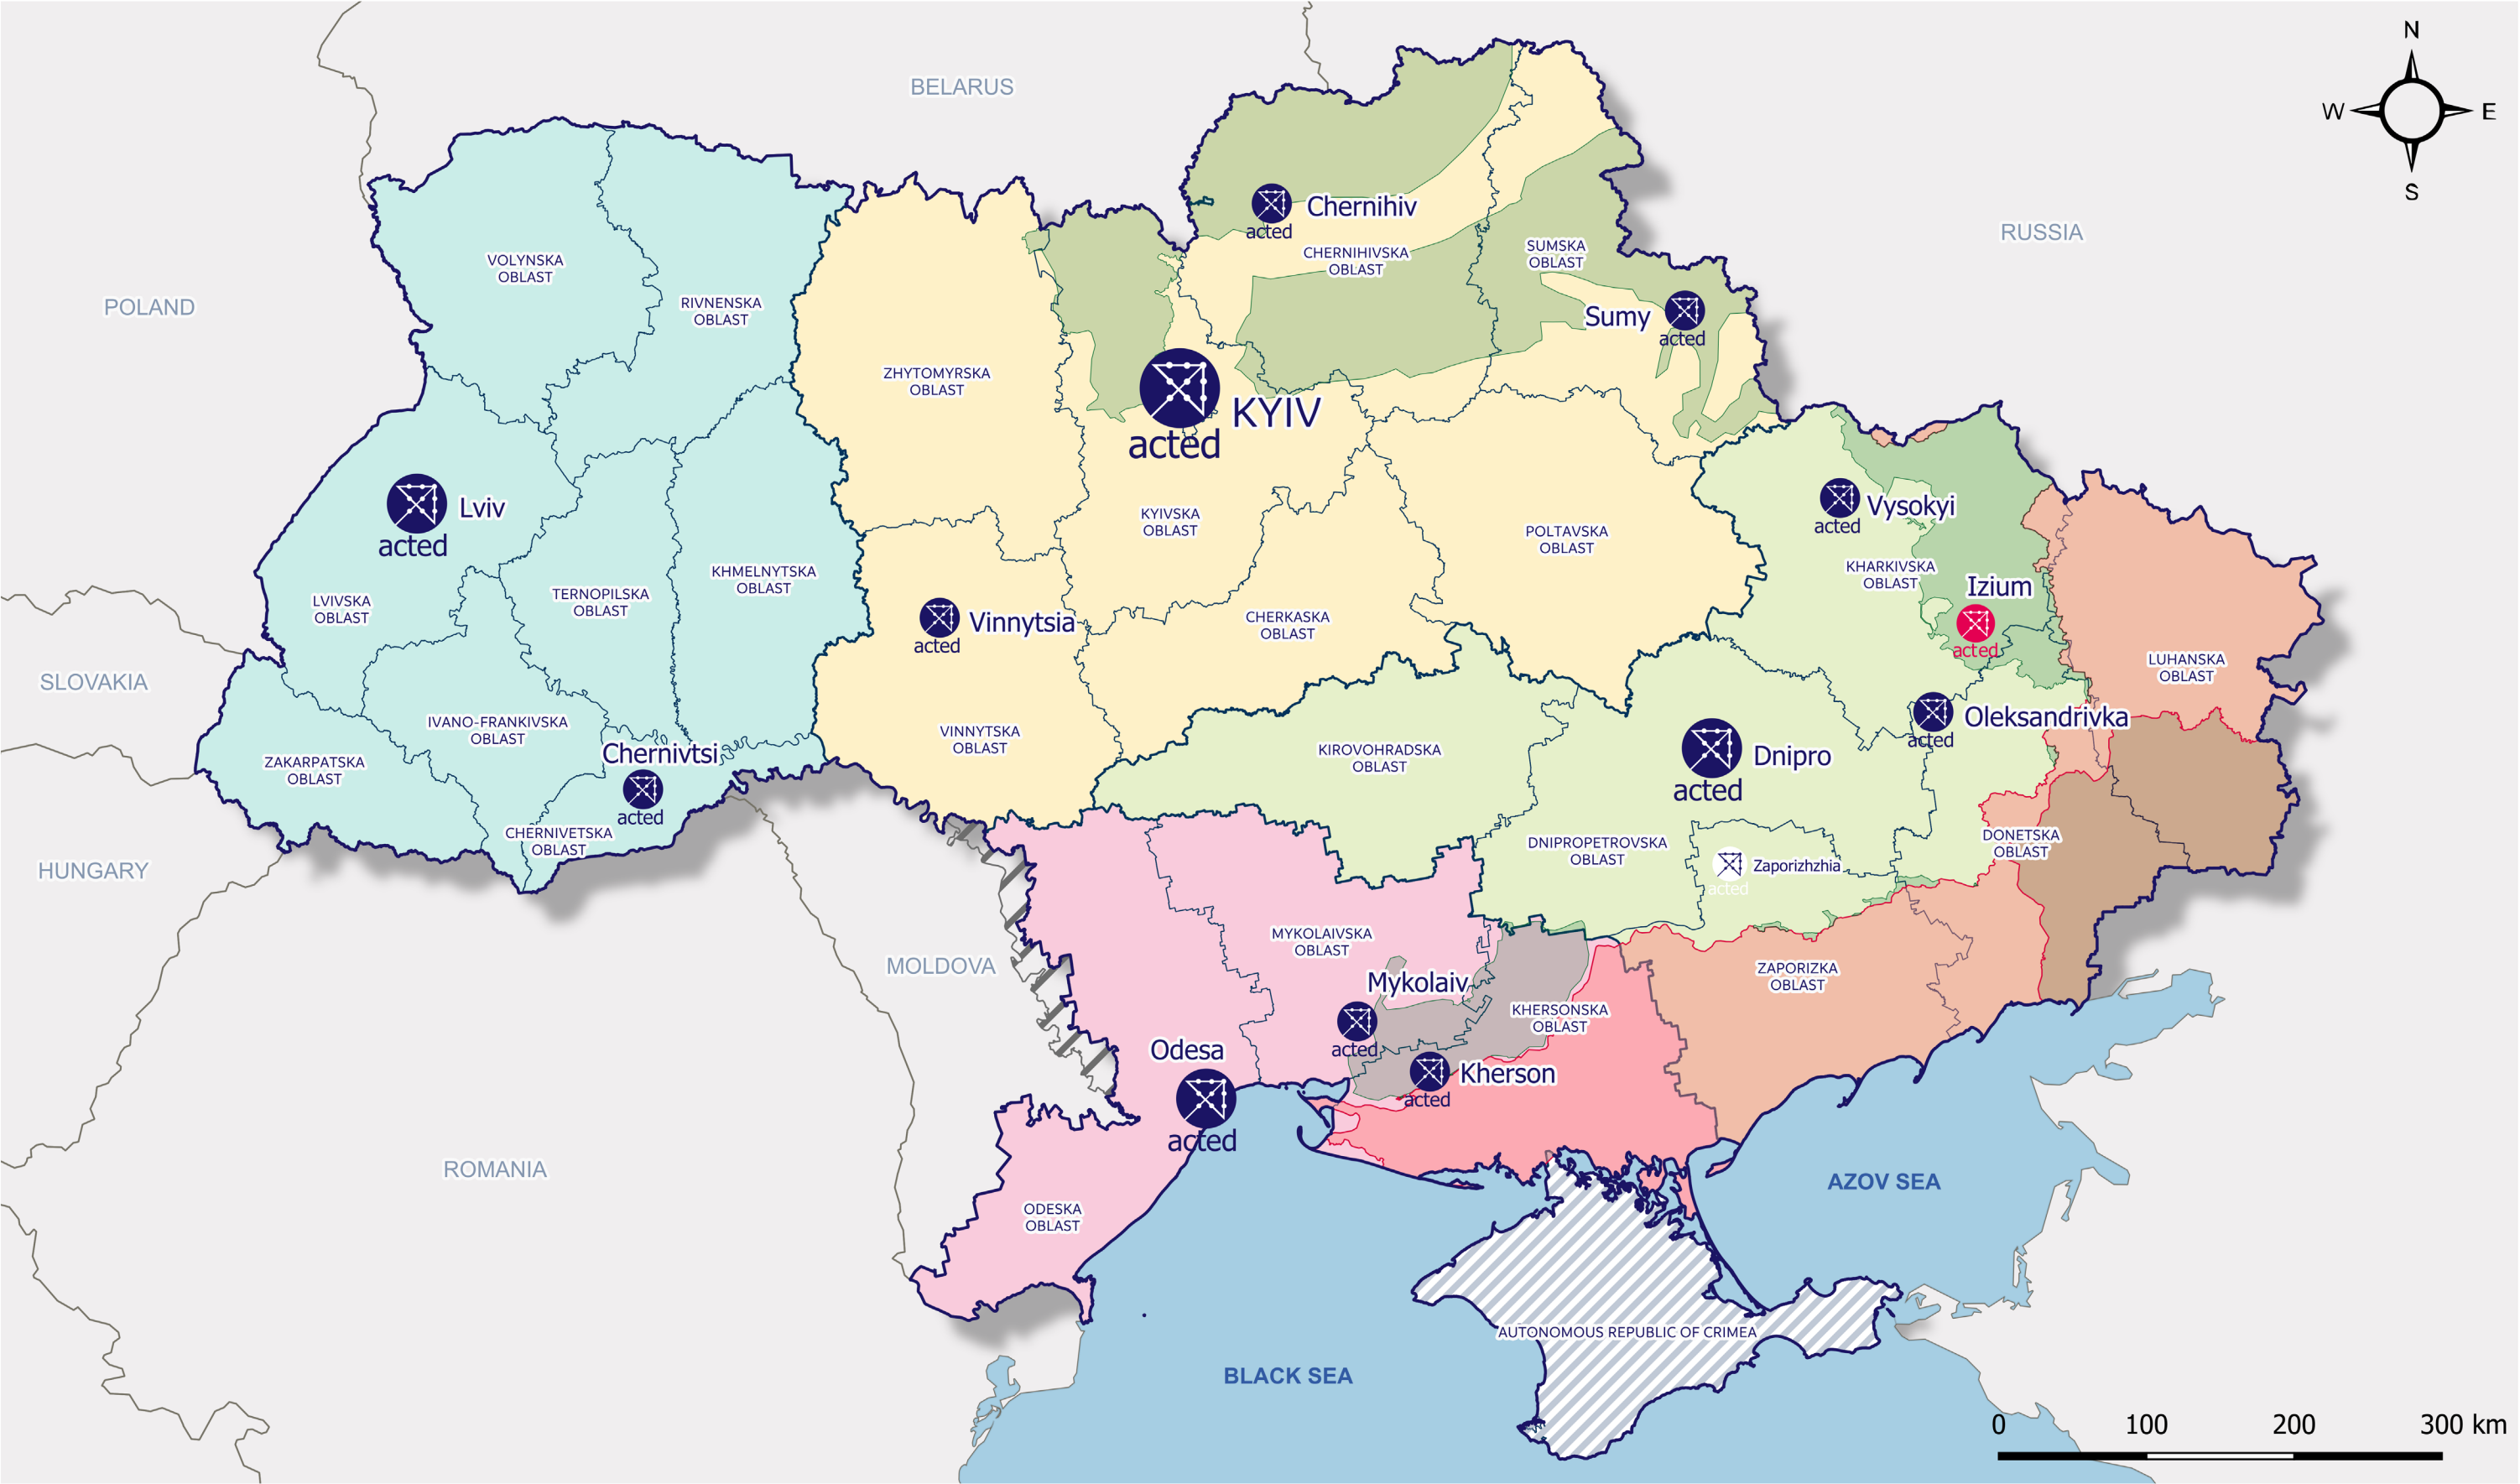 N
W
E
S
BELARUS
RUSSIA
POLAND
SLOVAKIA
HUNGARY
ROMANIA
MOLDOVA
VOLYNSKA
OBLAST
RIVNENSKA
OBLAST
ZHYTOMYRSKA
OBLAST
acted
Chernihiv
CHERNIHIVSKA
OBLAST
SUMSKA
OBLAST
Sumy
acted
KYIV
acted
Lviv
acted
LVIVSKA
OBLAST
TERNOPILSKA
OBLAST
KHMELNYTSKA
OBLAST
KYIVSKA
OBLAST
POLTAVSKA
OBLAST
Vysokyi
acted
KHARKIVSKA
OBLAST
Izium
acted
Vinnytsia
acted
CHERKASKA
OBLAST
LUHANSKA
OBLAST
IVANO-FRANKIVSKA
OBLAST
ZAKARPATSKA
OBLAST
Chernivtsi
acted
CHERNIVETSKA
OBLAST
VINNYTSKA
OBLAST
KIROVOHRADSKA
OBLAST
Dnipro
acted
Oleksandrivka
acted
DNIPROPETROVSKA
OBLAST
Zaporizhzhia
acted
DONETSKA
OBLAST
MYKOLAIVSKA
OBLAST
Mykolaiv
acted
KHERSONSKA
OBLAST
ZAPORIZKA
OBLAST
Odesa
acted
Kherson
acted
ODESKA
OBLAST
AZOV SEA
AUTONOMOUS REPUBLIC OF CRIMEA
BLACK SEA
0 100 200 300 km